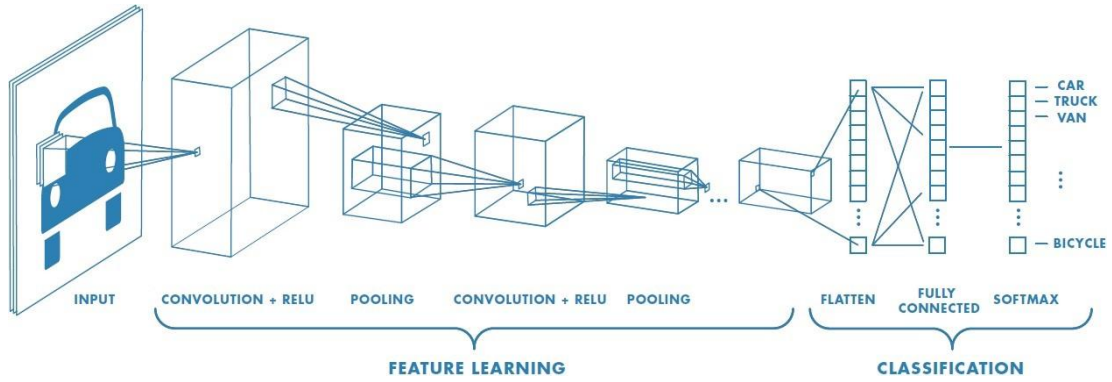 CAR
TRUCK
VAN
BICYCLE
INPUT
CONVOLUTION + RELU
POOLING
CONVOLUTION + RELU
POOLING
FLATTEN
FULLY
CONNECTED
SOFTMAX
FEATURE LEARNING
CLASSIFICATION